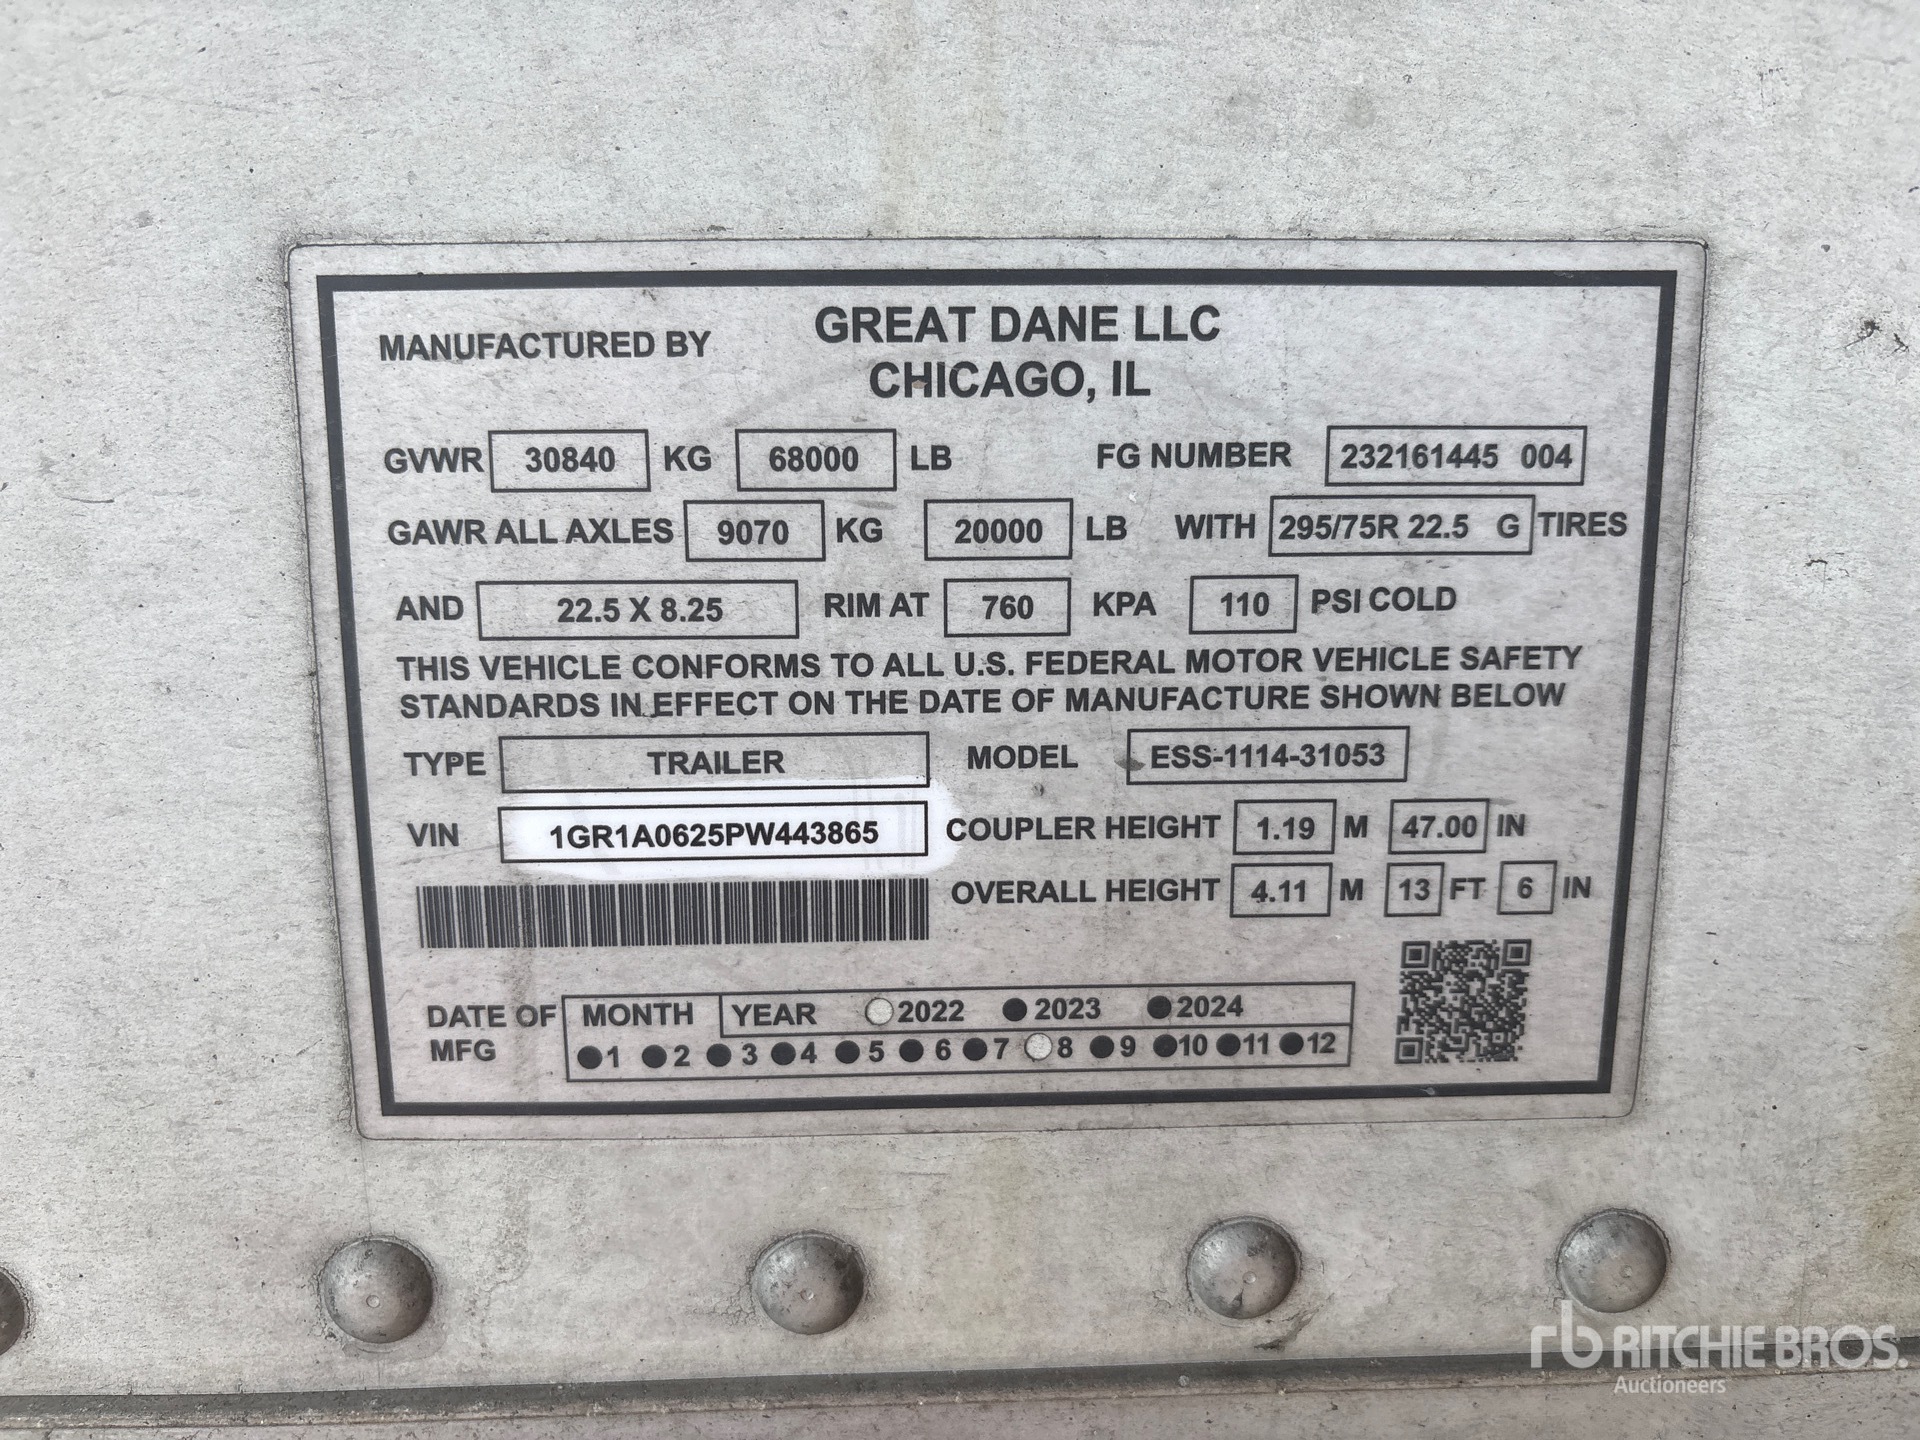 MANUFACTURED BY GREAT DANE LLC
CHICAGO, IL
GVWR 30840 KG 68000 LB FG NUMBER 232161445 004
GAWR ALL AXLES 9070 KG 20000 LB WITH 295/75R 22.5 G TIRES
AND 22.5 X 8.25 RIM AT 760 KPA 110 PSI COLD
THIS VEHICLE CONFORMS TO ALL U.S. FEDERAL MOTOR VEHICLE SAFETY
STANDARDS IN EFFECT ON THE DATE OF MANUFACTURE SHOWN BELOW
TYPE TRAILER MODEL ESS-1114-31053
VIN 1GR1A0625PW443865 COUPLER HEIGHT 1.19 M 47.00 IN
OVERALL HEIGHT 4.11 M 13 FT 6 IN
DATE OF MONTH YEAR 2022 2023 2024
MFG 1 2 3 4 5 6 7 8 9 10 11 12
rb RITCHIE BROS.
Auctioneers